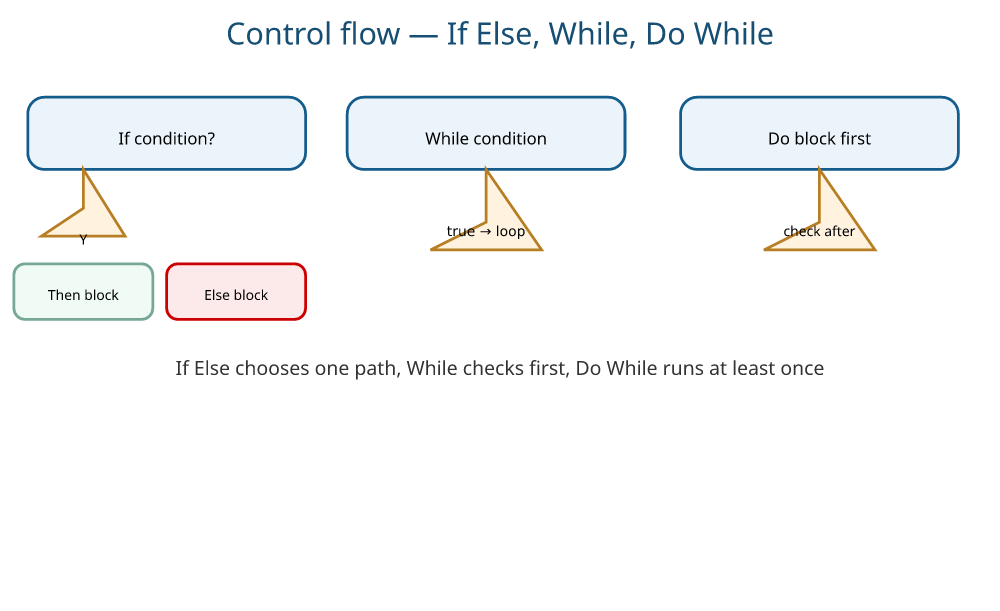 Control flow — If Else, While, Do While
If condition?
While condition
Do block first
Y
true → loop
check after
Then block
Else block
If Else chooses one path, While checks first, Do While runs at least once